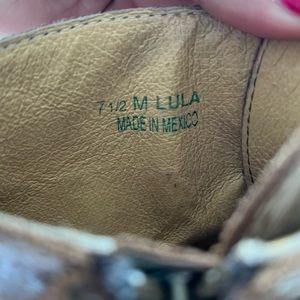 7 1/2 M LULA
MADE IN MEXICO